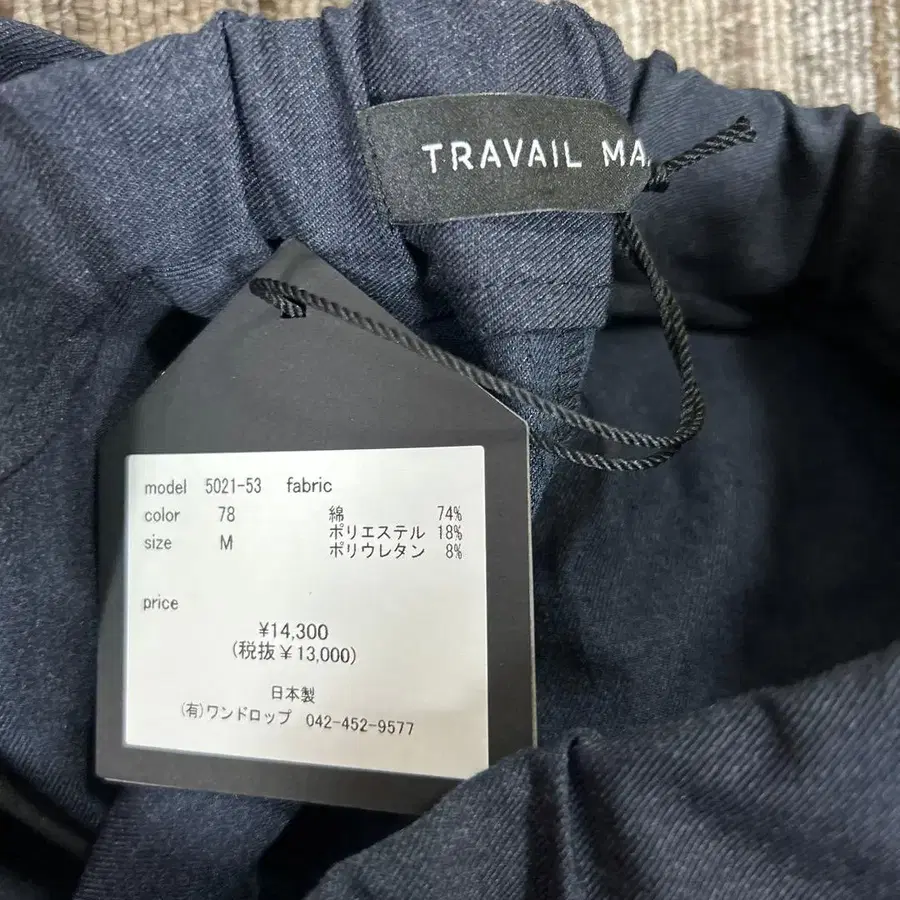 TRAVAIL MA
model 5021-53 fabric
color 78 綿 74%
ポリエステル 18%
size M ポリウレタン 8%
price
¥14,300
(税抜¥13,000)
日本製
(有)ワンドロップ 042-452-9577